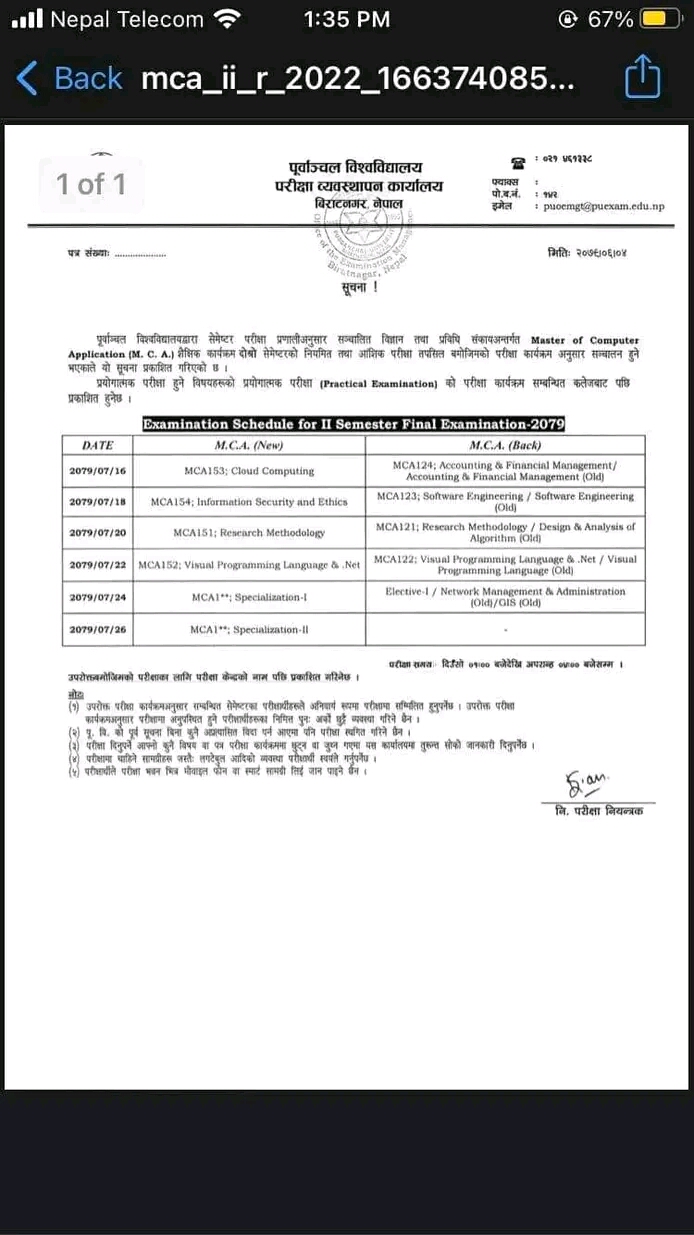 Nepal Telecom 1:35 PM 67%
Back mca_ii_r_2022_166374085...
1 of 1
पूर्वाञ्चल विश्वविद्यालय
परीक्षा व्यवस्थापन कार्यालय
बिराटनगर, नेपाल
: ०२१ ४६१२३८
फ्याक्स :
पो.ब.नं. : १४२
इमेल : puoemgt@puexam.edu.np
Office of the Examination Management
Biratnagar, Nepal
पत्र संख्याः ....................
मितिः २०७९।०६।०४
सूचना !
पूर्वाञ्चल विश्वविद्यालयद्वारा सेमेष्टर परीक्षा प्रणालीअनुसार सञ्चालित विज्ञान तथा प्रविधि संकायअन्तर्गत Master of Computer
Application (M. C. A.) शैक्षिक कार्यक्रम दोश्रो सेमेष्टरको नियमित तथा आंशिक परीक्षा तपसिल बमोजिमको परीक्षा कार्यक्रम अनुसार सञ्चालन हुने
भएकाले यो सूचना प्रकाशित गरिएको छ ।
प्रयोगात्मक परीक्षा हुने विषयहरूको प्रयोगात्मक परीक्षा (Practical Examination) को परीक्षा कार्यक्रम सम्बन्धित कलेजबाट पछि
प्रकाशित हुनेछ ।
Examination Schedule for II Semester Final Examination-2079
DATE M.C.A. (New) M.C.A. (Back)
2079/07/16 MCA153; Cloud Computing MCA124; Accounting & Financial Management/
Accounting & Financial Management (Old)
2079/07/18 MCA154; Information Security and Ethics MCA123; Software Engineering / Software Engineering
(Old)
2079/07/20 MCA151; Research Methodology MCA121; Research Methodology / Design & Analysis of
Algorithm (Old)
2079/07/22 MCA152; Visual Programming Language & .Net MCA122; Visual Programming Language & .Net / Visual
Programming Language (Old)
2079/07/24 MCA1**; Specialization-I Elective-I / Network Management & Administration
(Old)/GIS (Old)
2079/07/26 MCA1**; Specialization-II -
परीक्षा समयः दिउँसो ०१:०० बजेदेखि अपरान्ह ०४:०० बजेसम्म ।
उपरोक्तबमोजिमको परीक्षाका लागि परीक्षा केन्द्रको नाम पछि प्रकाशित गरिनेछ ।
नोटः
(१) उपरोक्त परीक्षा कार्यक्रमअनुसार सम्बन्धित सेमेष्टरका परीक्षार्थीहरूले अनिवार्य रूपमा परीक्षामा सम्मिलित हुनुपर्नेछ । उपरोक्त परीक्षा
कार्यक्रमअनुसार परीक्षामा अनुपस्थित हुने परीक्षार्थीहरूका निमित्त पुनः अर्को छुट्टै व्यवस्था गरिने छैन ।
(२) पू. वि. को पूर्व सूचना बिना कुनै अप्रत्यासित विदा पर्न आएमा पनि परीक्षा स्थगित गरिने छैन ।
(३) परीक्षा दिनुपर्ने आफ्नो कुनै विषय वा पत्र परीक्षा कार्यक्रममा छुट्न वा जुध्न गएमा यस कार्यालयमा तुरून्त सोको जानकारी दिनुपर्नेछ ।
(४) परीक्षामा चाहिने सामग्रीहरू जस्तैः लगटेबुल आदिको व्यवस्था परीक्षार्थी स्वयंले गर्नुपर्नेछ ।
(५) परीक्षार्थीले परीक्षा भवन भित्र मोवाइल फोन वा स्मार्ट सामग्री लिई जान पाइने छैन ।
नि. परीक्षा नियन्त्रक